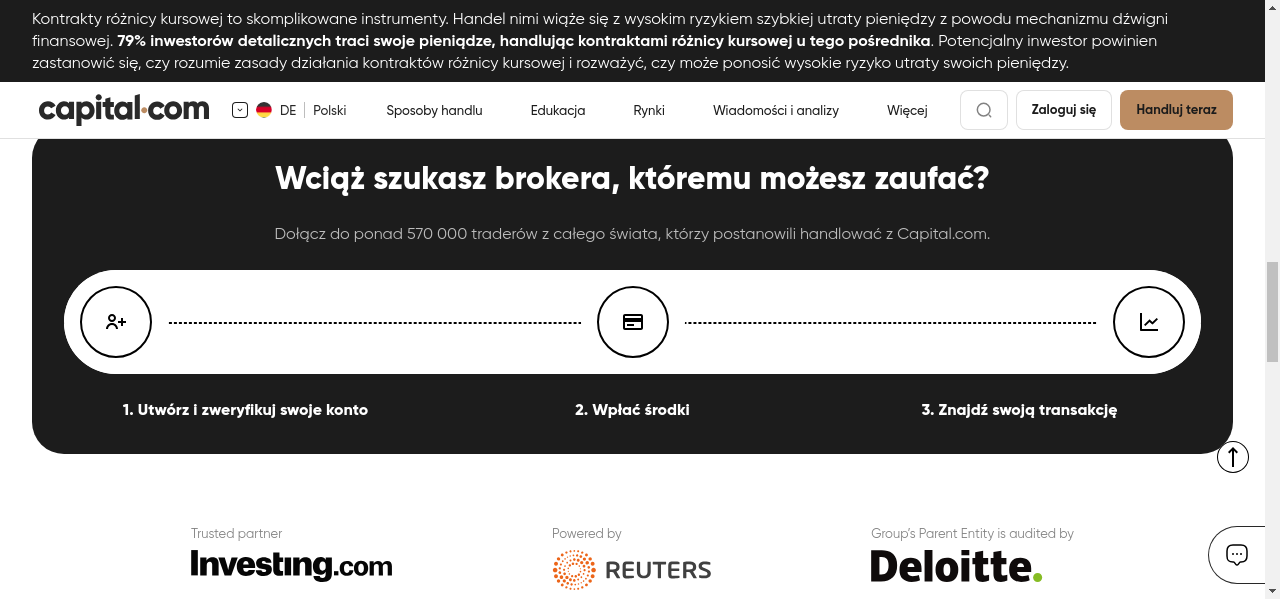 Kontrakty różnicy kursowej to skomplikowane instrumenty. Handel nimi wiąże się z wysokim ryzykiem szybkiej utraty pieniędzy z powodu mechanizmu dźwigni
finansowej. 79% inwestorów detalicznych traci swoje pieniądze, handlując kontraktami różnicy kursowej u tego pośrednika. Potencjalny inwestor powinien
zastanowić się, czy rozumie zasady działania kontraktów różnicy kursowej i rozważyć, czy może ponosić wysokie ryzyko utraty swoich pieniędzy.
capital.com DE Polski Sposoby handlu Edukacja Rynki Wiadomości i analizy Więcej Zaloguj się Handluj teraz
Wciąż szukasz brokera, któremu możesz zaufać?
Dołącz do ponad 570 000 traderów z całego świata, którzy postanowili handlować z Capital.com.
1. Utwórz i zweryfikuj swoje konto 2. Wpłać środki 3. Znajdź swoją transakcję
Trusted partner Powered by Group's Parent Entity is audited by
Investing.com REUTERS Deloitte.